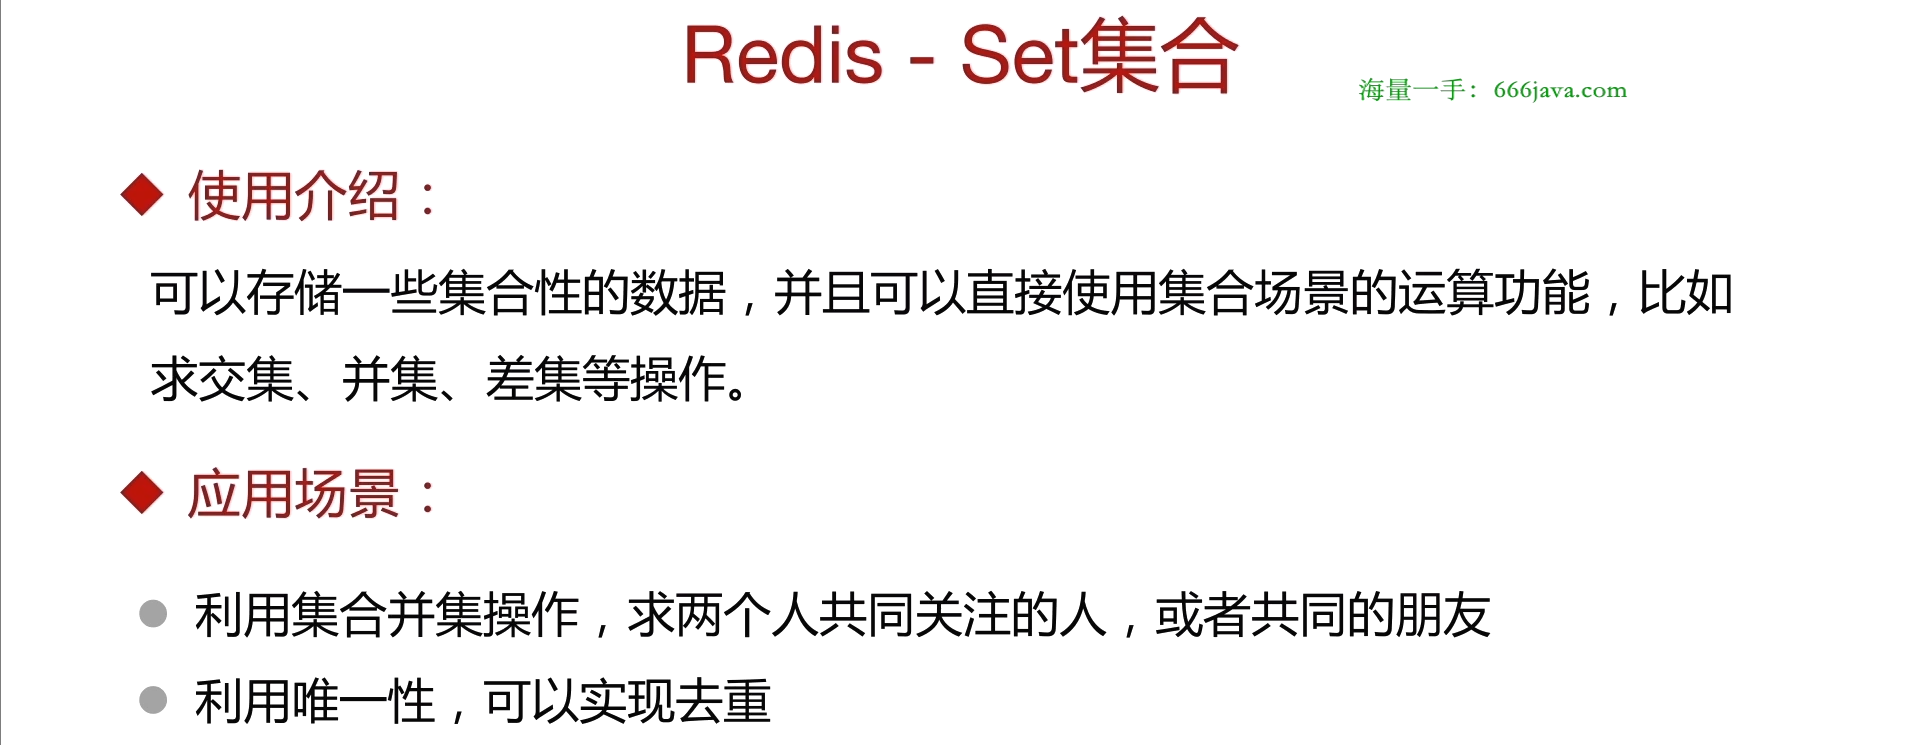 Redis - Set集合
海量一手：666java.com
使用介绍：
可以存储一些集合性的数据，并且可以直接使用集合场景的运算功能，比如
求交集、并集、差集等操作。
应用场景：
利用集合并集操作，求两个人共同关注的人，或者共同的朋友
利用唯一性，可以实现去重